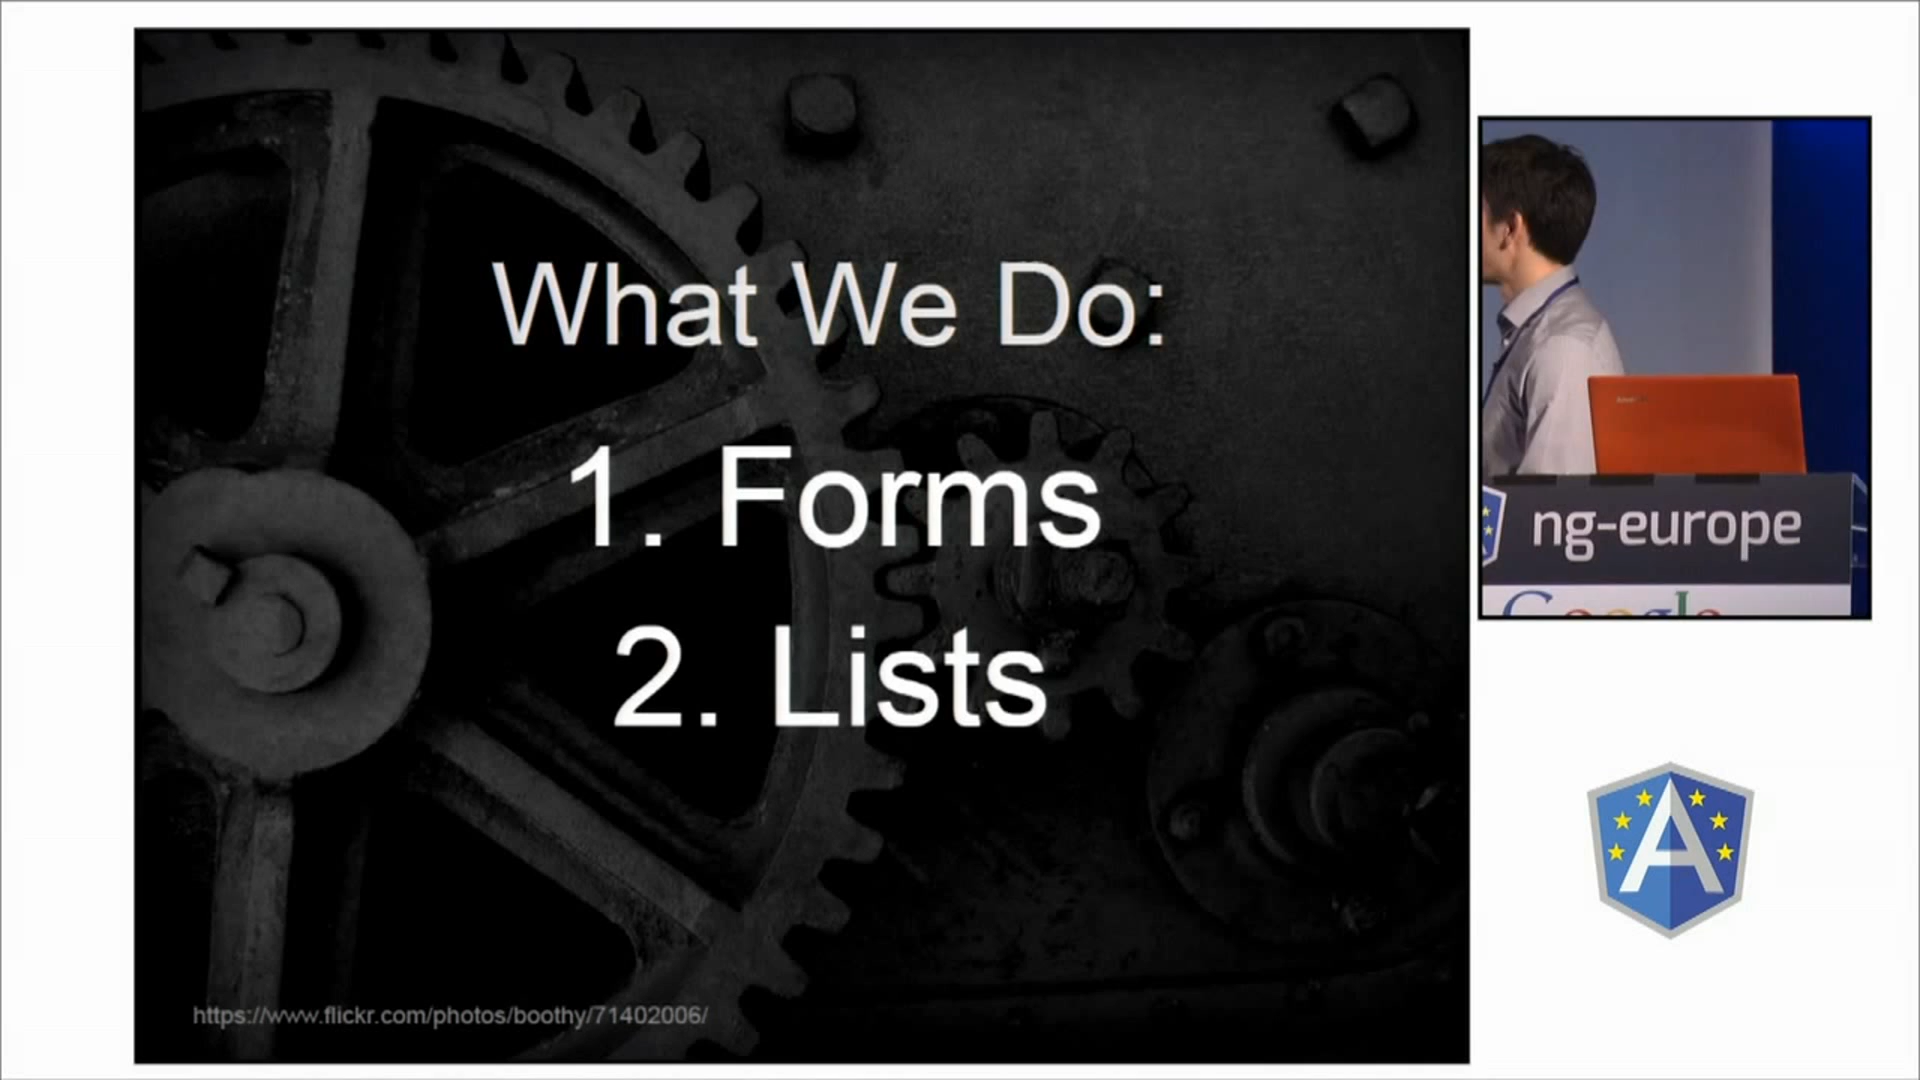 What We Do:
1. Forms
2. Lists
https://www.flickr.com/photos/boothy/71402006/
ng-europe
Google
A